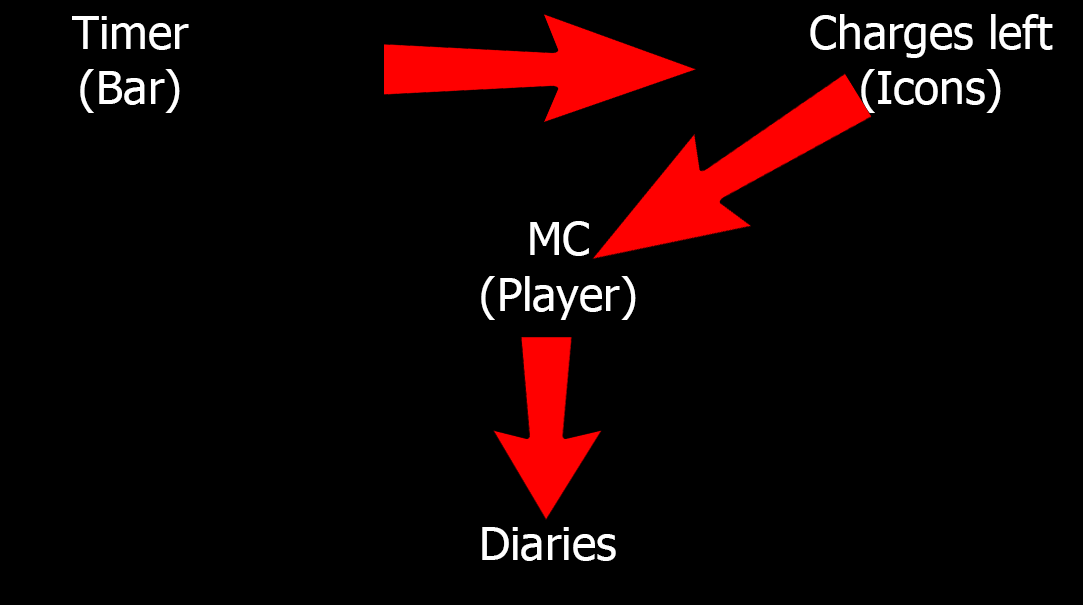 Timer
(Bar)
Charges left
(Icons)
MC
(Player)
Diaries